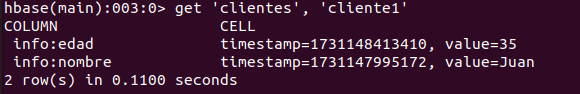 hbase(main):003:0> get 'clientes', 'cliente1'
COLUMN CELL
info:edad timestamp=1731148413410, value=35
info:nombre timestamp=1731147995172, value=Juan
2 row(s) in 0.1100 seconds